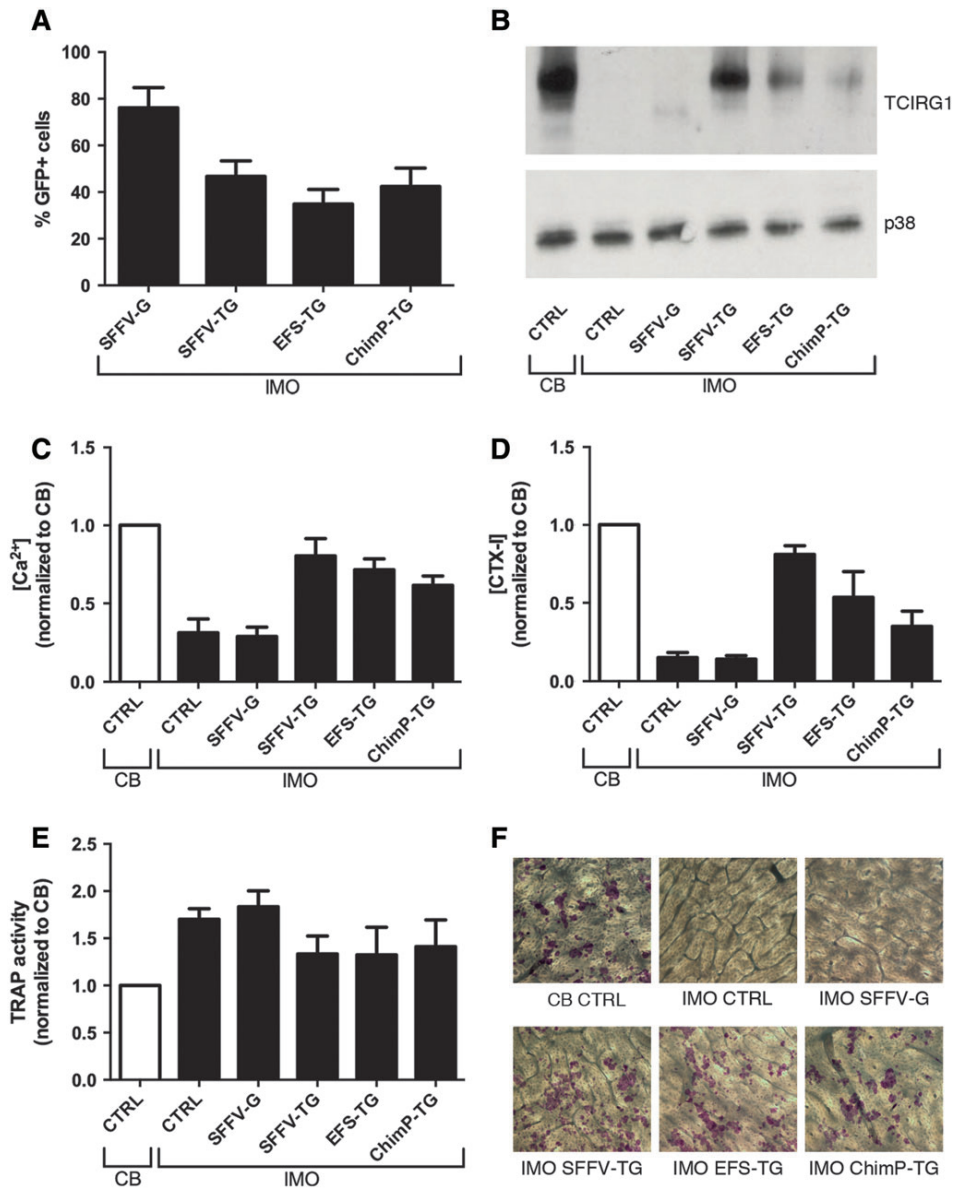 A
% GFP+ cells
100
80
60
40
20
0
SFFV-G
SFFV-TG
EFS-TG
ChimP-TG
IMO
B
TCIRG1
p38
CTRL
CTRL
SFFV-G
SFFV-TG
EFS-TG
ChimP-TG
CB
IMO
C
[Ca²⁺]
(normalized to CB)
1.5
1.0
0.5
0.0
CTRL
CTRL
SFFV-G
SFFV-TG
EFS-TG
ChimP-TG
CB
IMO
D
[CTX-I]
(normalized to CB)
1.5
1.0
0.5
0.0
CTRL
CTRL
SFFV-G
SFFV-TG
EFS-TG
ChimP-TG
CB
IMO
E
TRAP activity
(normalized to CB)
2.5
2.0
1.5
1.0
0.5
0.0
CTRL
CTRL
SFFV-G
SFFV-TG
EFS-TG
ChimP-TG
CB
IMO
F
CB CTRL
IMO CTRL
IMO SFFV-G
IMO SFFV-TG
IMO EFS-TG
IMO ChimP-TG